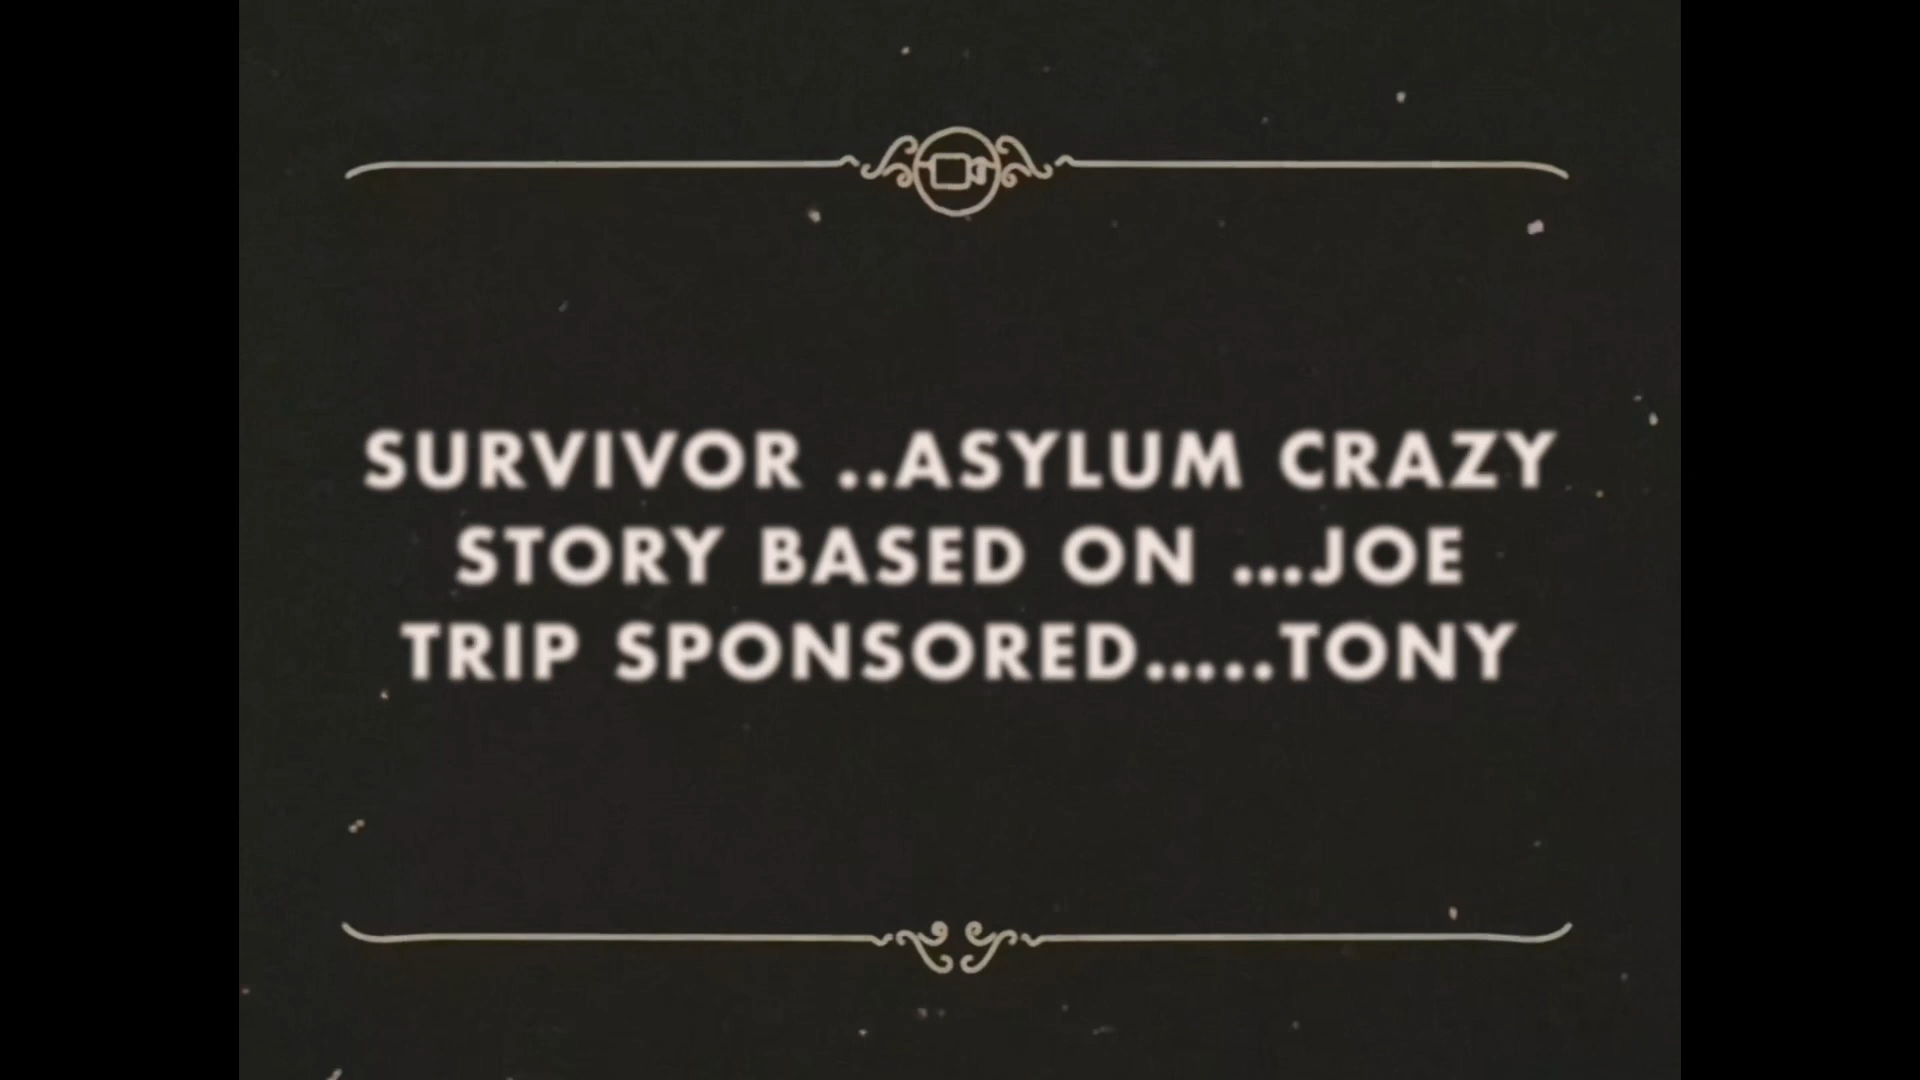 SURVIVOR ..ASYLUM CRAZY
STORY BASED ON ...JOE
TRIP SPONSORED.....TONY